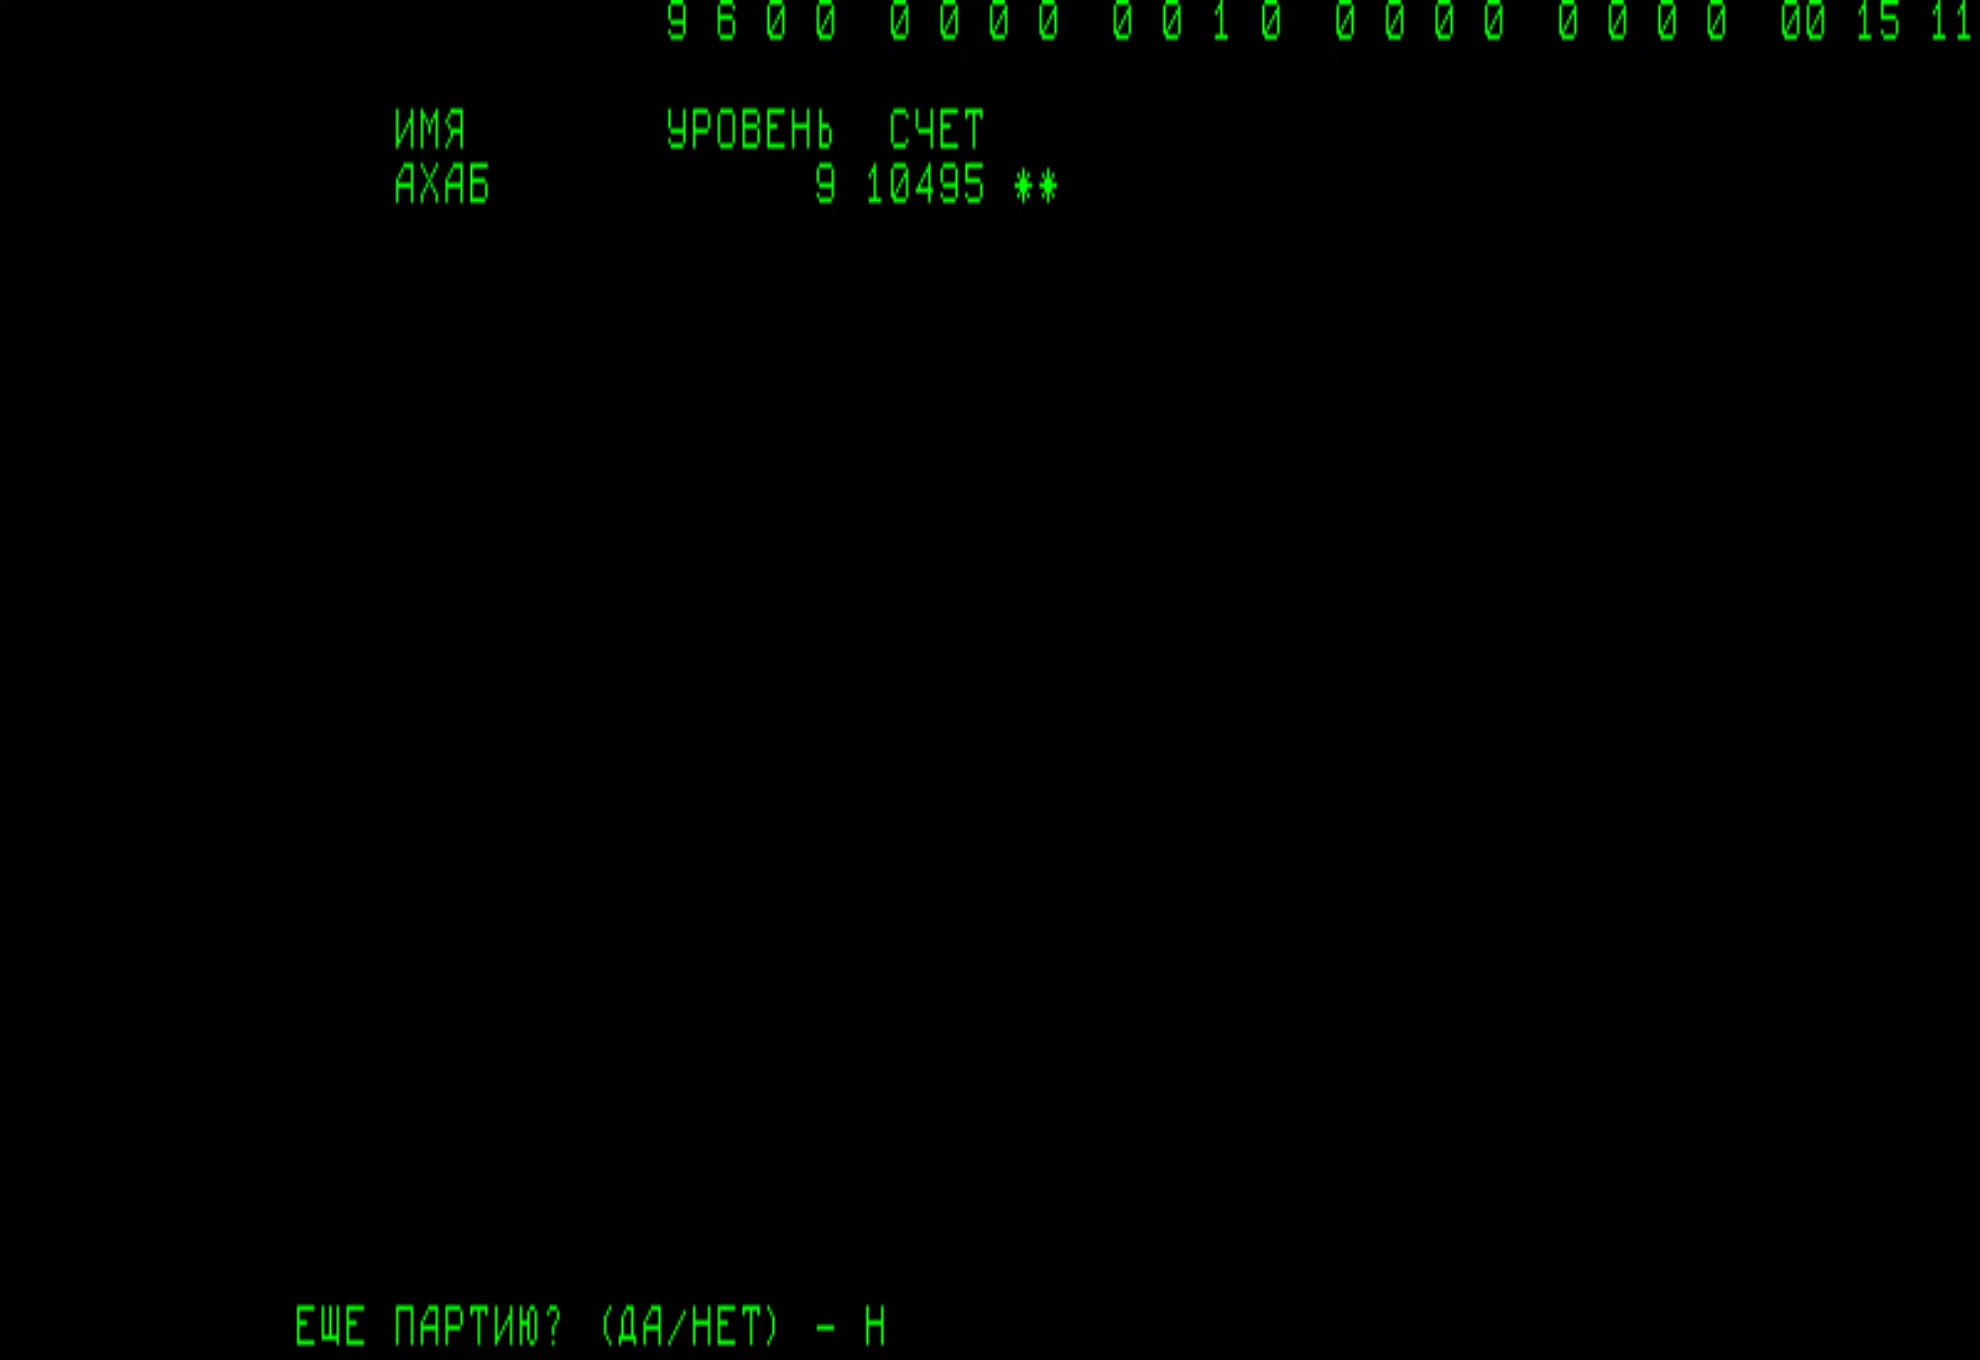 9 6 0 0 0 0 0 0 0 0 1 0 0 0 0 0 0 0 0 0 00 15 11
ИМЯ УРОВЕНЬ СЧЕТ
АХАБ 9 10495 **
ЕЩЕ ПАРТИЮ? (ДА/НЕТ) - Н